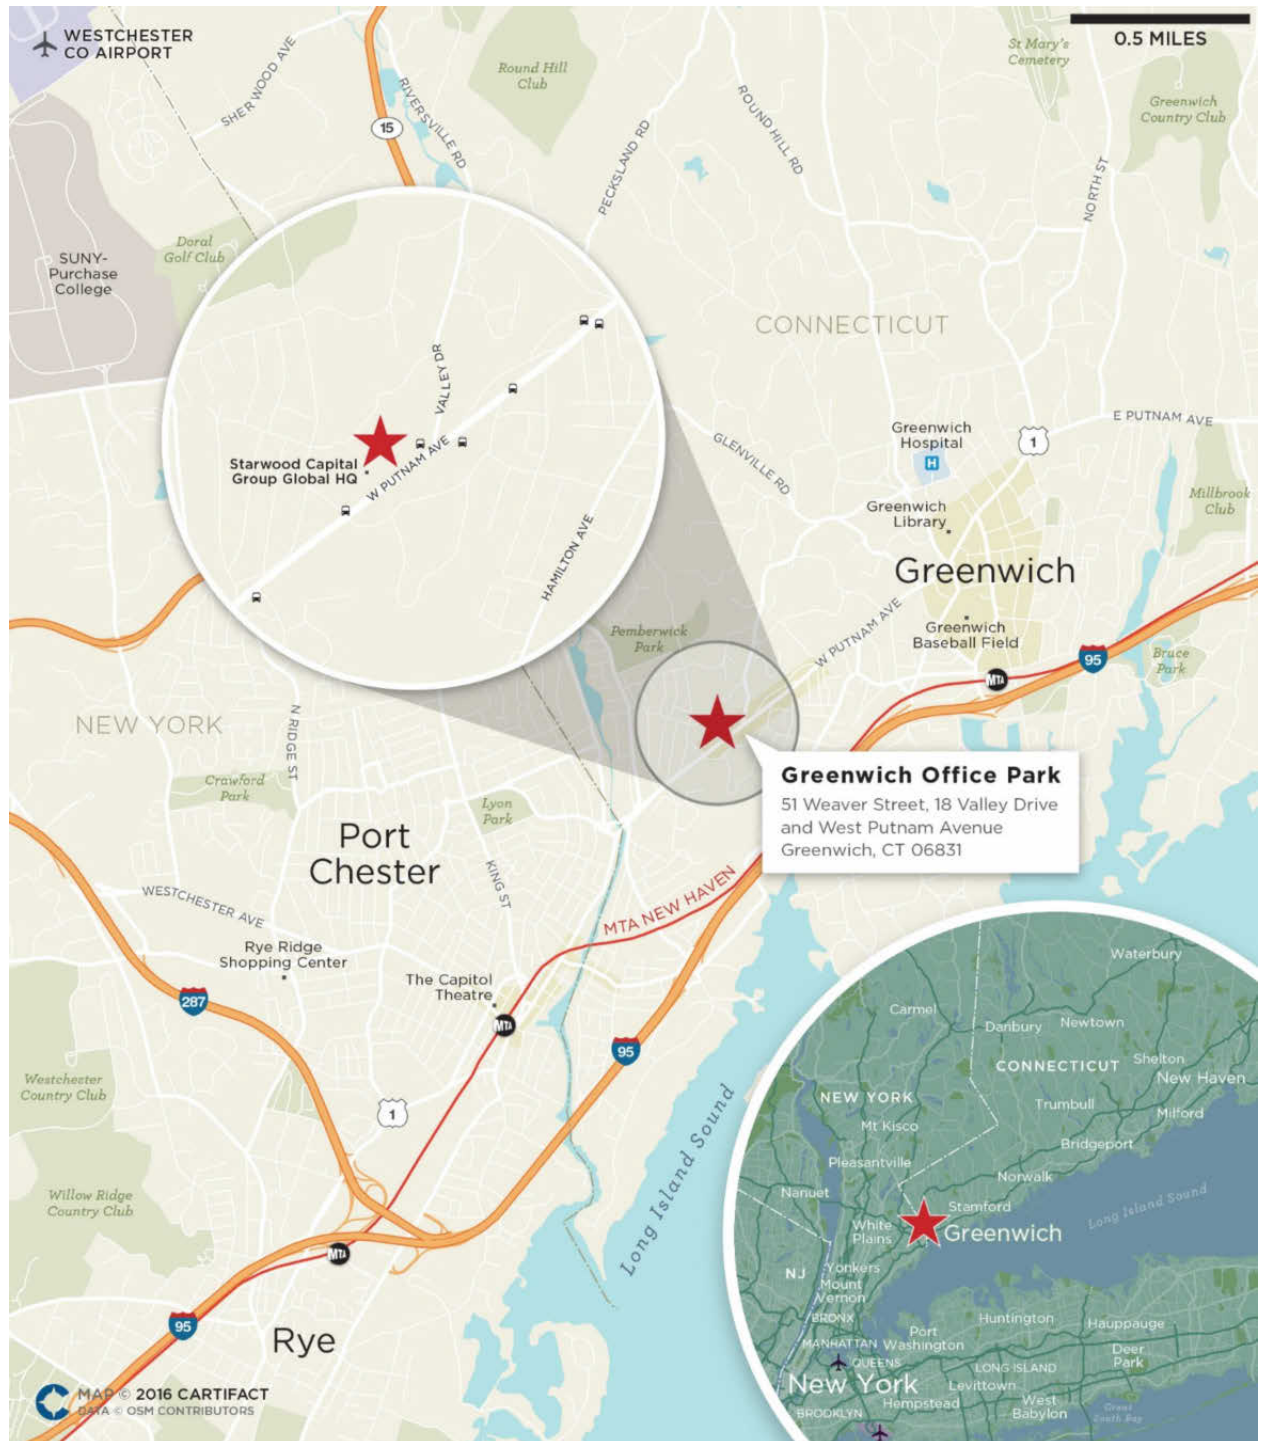 WESTCHESTER
CO AIRPORT
0.5 MILES
SHERWOOD AVE
15
RIVERSVILLE RD
Round Hill
Club
PECKSLAND RD
ROUND HILL RD
St Mary's
Cemetery
Greenwich
Country Club
NORTH ST
SUNY-
Purchase
College
Doral
Golf Club
CONNECTICUT
VALLEY DR
Starwood Capital
Group Global HQ
W PUTNAM AVE
HAMILTON AVE
GLENVILLE RD
Greenwich
Hospital
H
1
E PUTNAM AVE
Greenwich
Library
Millbrook
Club
Greenwich
Greenwich
Baseball Field
W PUTNAM AVE
Pemberwick
Park
MTA
95
Bruce
Park
NEW YORK
N RIDGE ST
Crawford
Park
Lyon
Park
Greenwich Office Park
51 Weaver Street, 18 Valley Drive
and West Putnam Avenue
Greenwich, CT 06831
Port
Chester
KING ST
WESTCHESTER AVE
MTA NEW HAVEN
Rye Ridge
Shopping Center
The Capitol
Theatre
MTA
287
95
Westchester
Country Club
1
Willow Ridge
Country Club
Long Island Sound
MTA
95
Rye
MAP © 2016 CARTIFACT
DATA © OSM CONTRIBUTORS
Waterbury
Carmel
Danbury
Newtown
CONNECTICUT
Shelton
New Haven
NEW YORK
Trumbull
Milford
Mt Kisco
Bridgeport
Pleasantville
Norwalk
Nanuet
Stamford
Long Island Sound
White
Plains
Greenwich
NJ
Yonkers
Mount
Vernon
BRONX
Huntington
Hauppauge
MANHATTAN
Port
Washington
QUEENS
LONG ISLAND
Deer
Park
New York
Levittown
Hempstead
West
Babylon
BROOKLYN
Great
South Bay